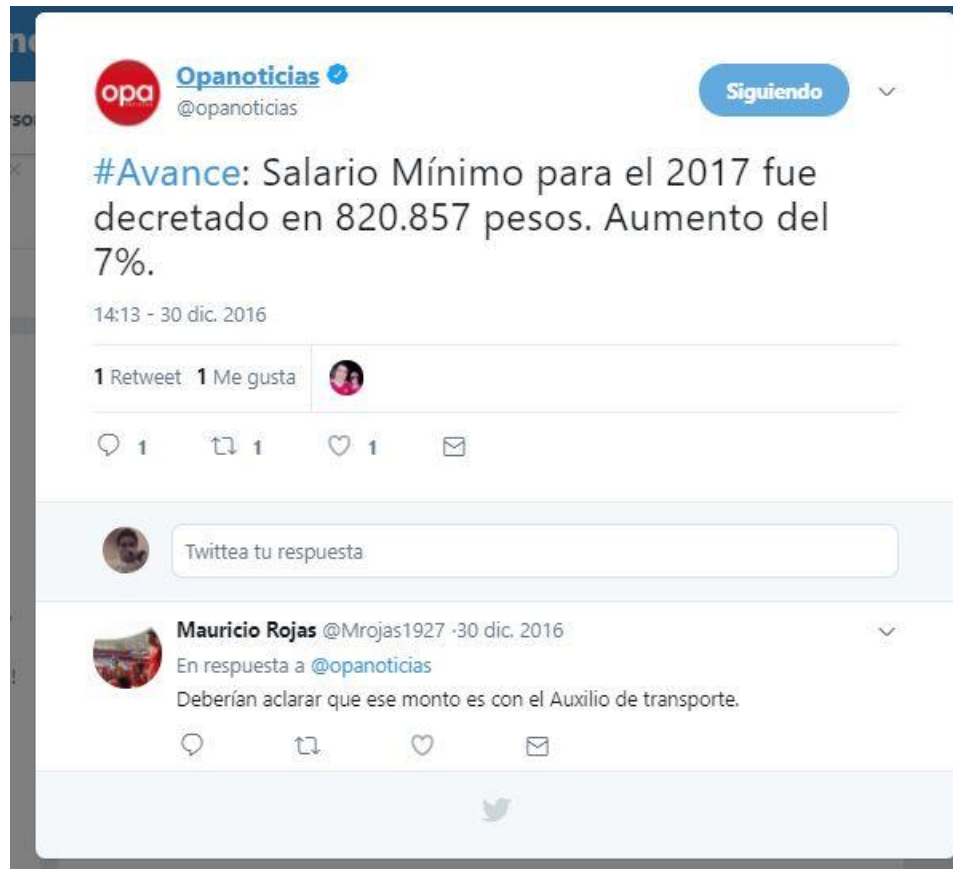 opa
Opanoticias
@opanoticias
Siguiendo
#Avance: Salario Mínimo para el 2017 fue
decretado en 820.857 pesos. Aumento del
7%.
14:13 - 30 dic. 2016
1 Retweet 1 Me gusta
1 1 1
Twittea tu respuesta
Mauricio Rojas @Mrojas1927 ·30 dic. 2016
En respuesta a @opanoticias
Deberían aclarar que ese monto es con el Auxilio de transporte.